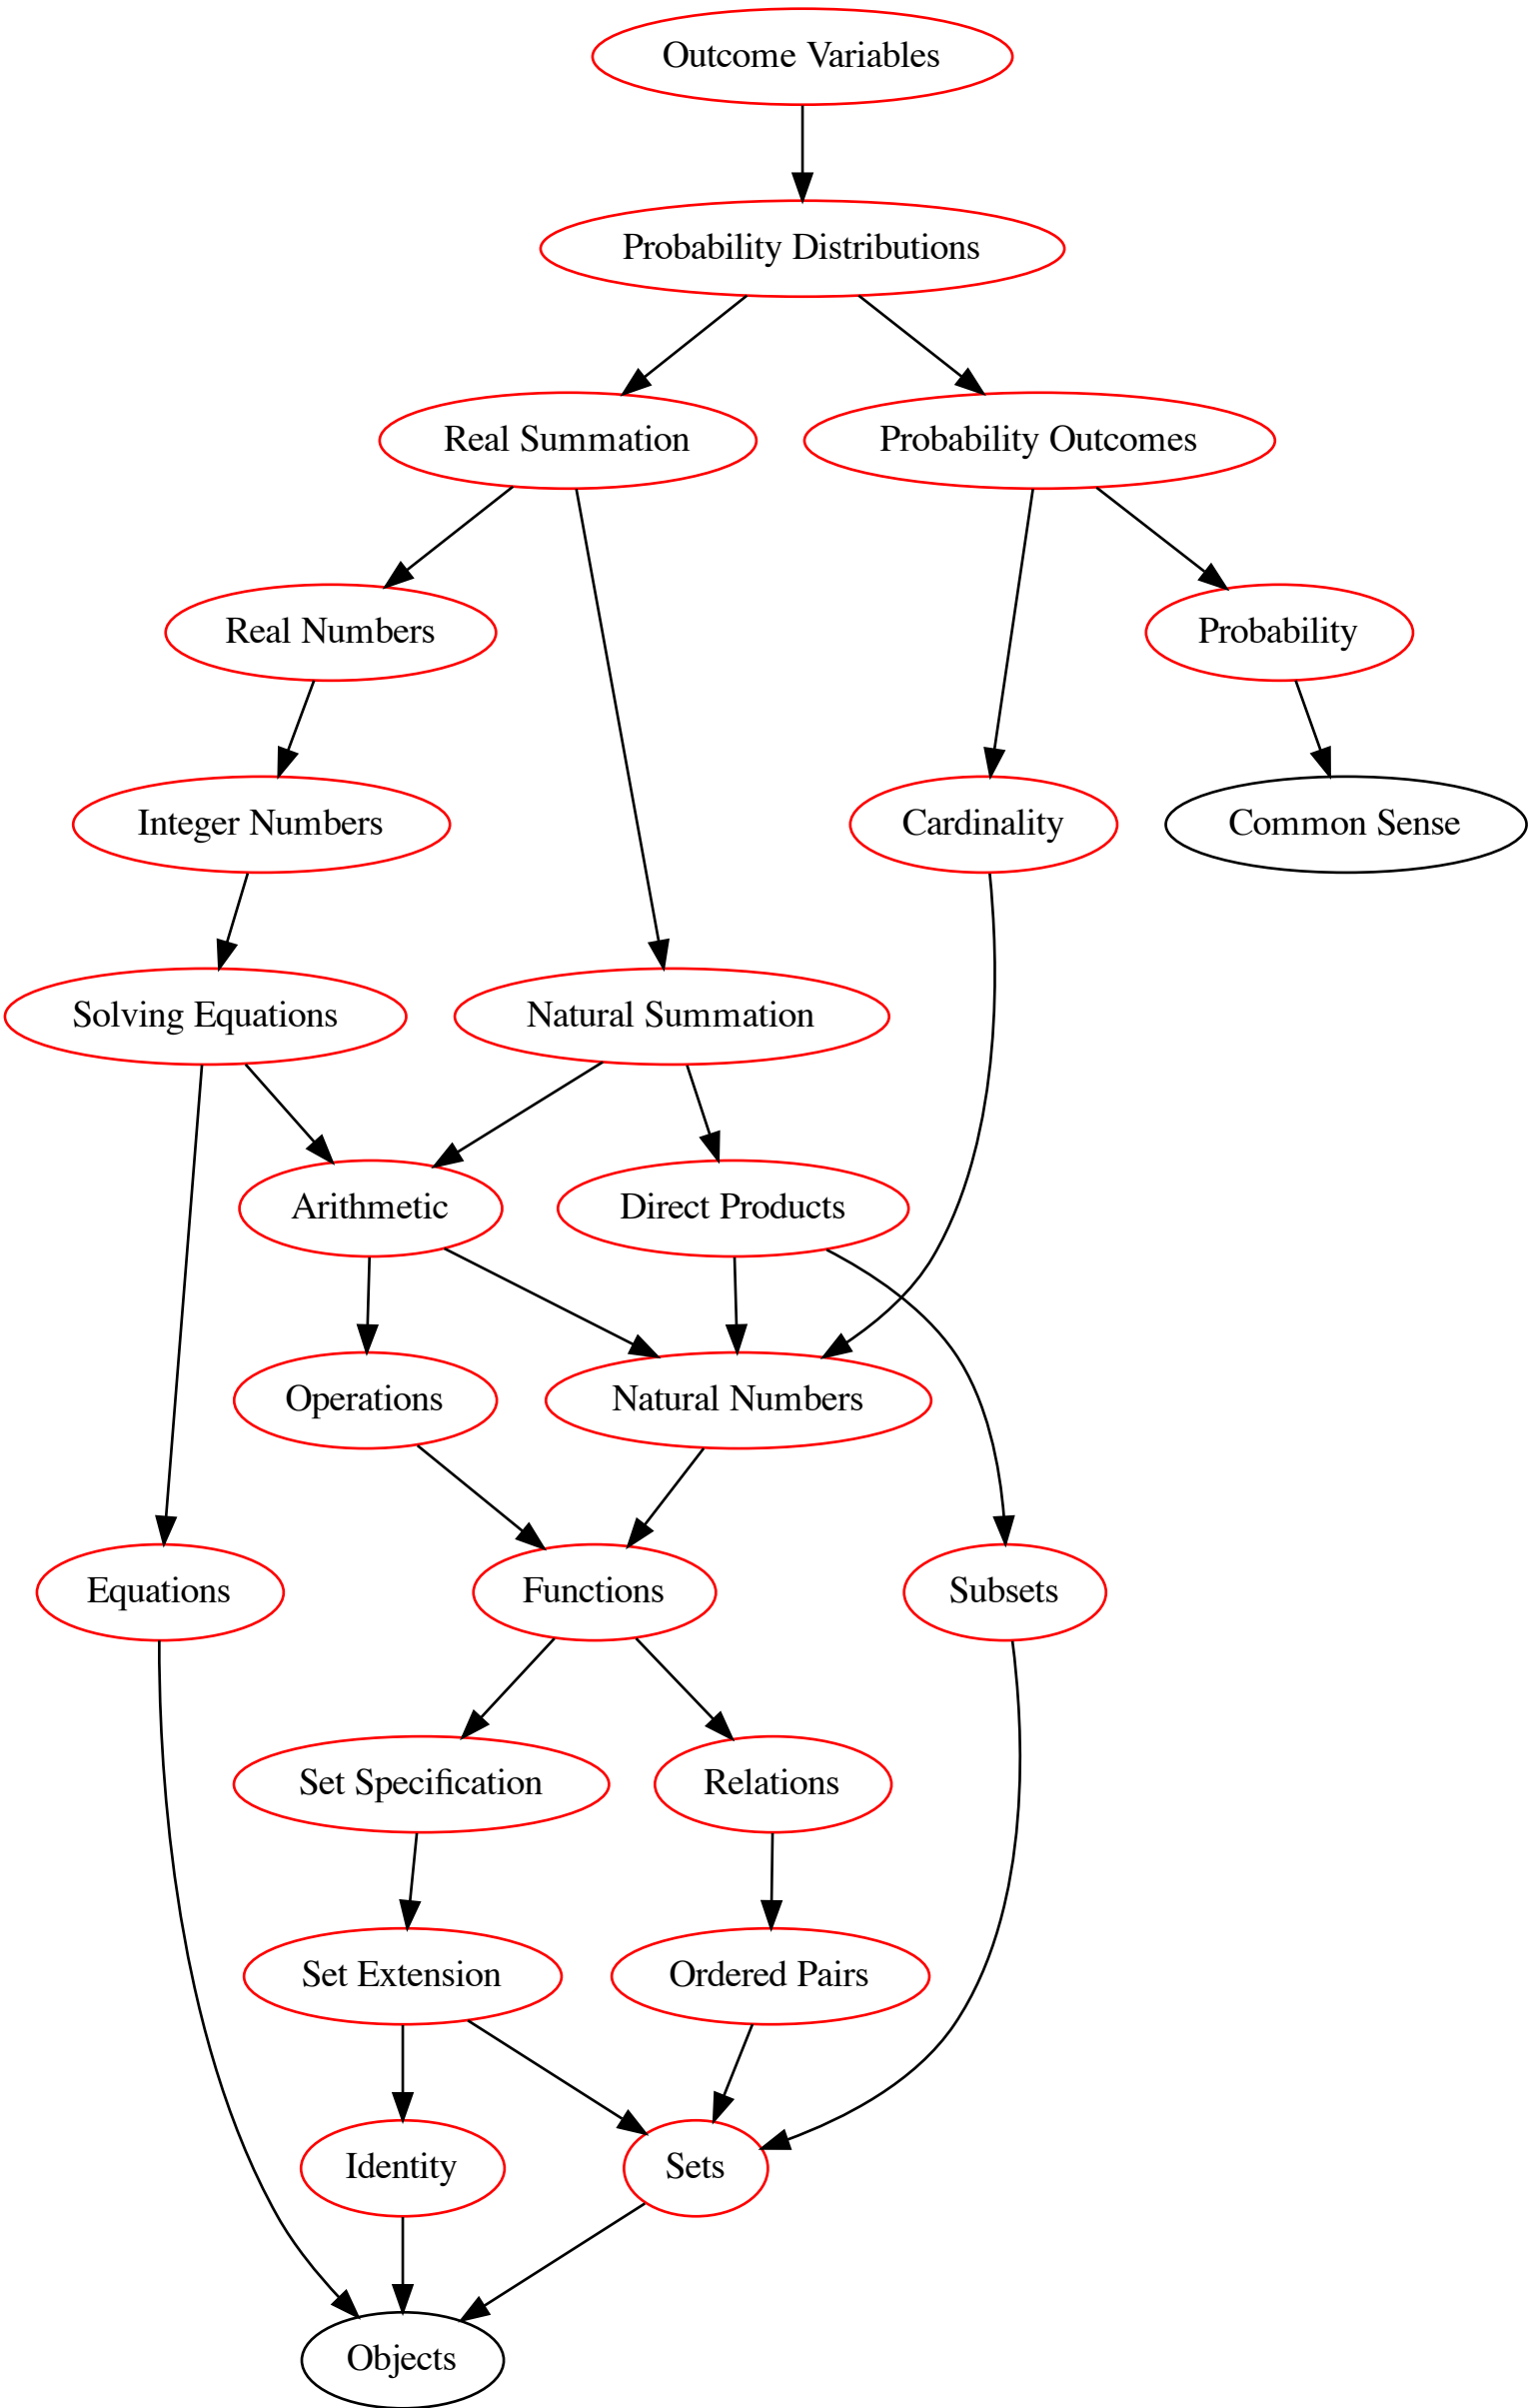 Outcome Variables
Probability Distributions
Real Summation
Probability Outcomes
Real Numbers
Probability
Integer Numbers
Cardinality
Common Sense
Solving Equations
Natural Summation
Arithmetic
Direct Products
Operations
Natural Numbers
Equations
Functions
Subsets
Set Specification
Relations
Set Extension
Ordered Pairs
Identity
Sets
Objects